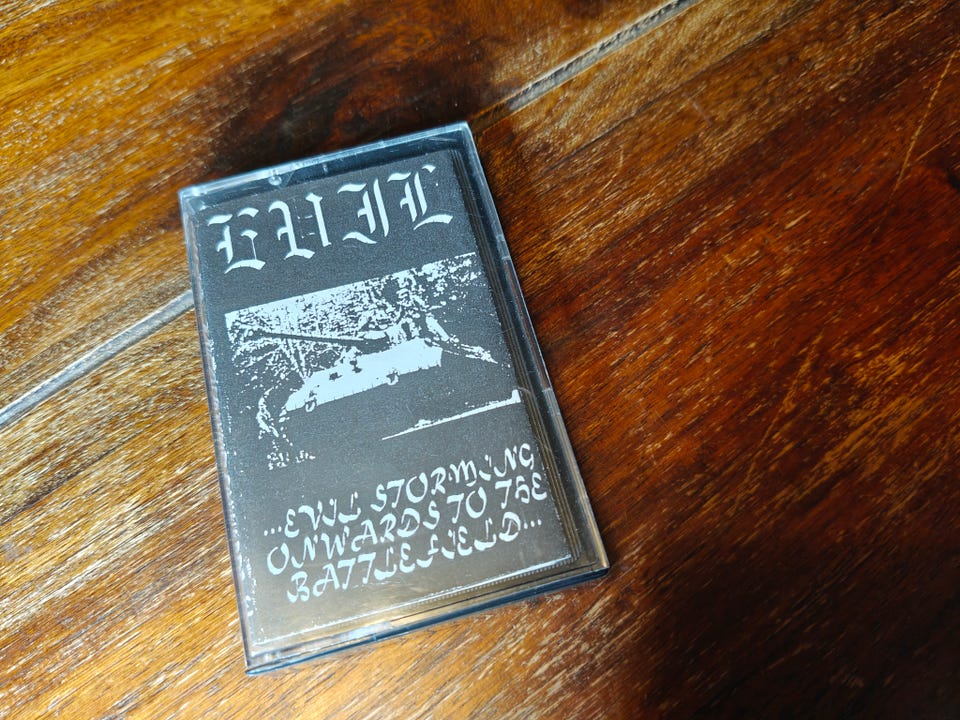 EVIL
...EVIL STORMING
ONWARDS TO THE
BATTLEFIELD...